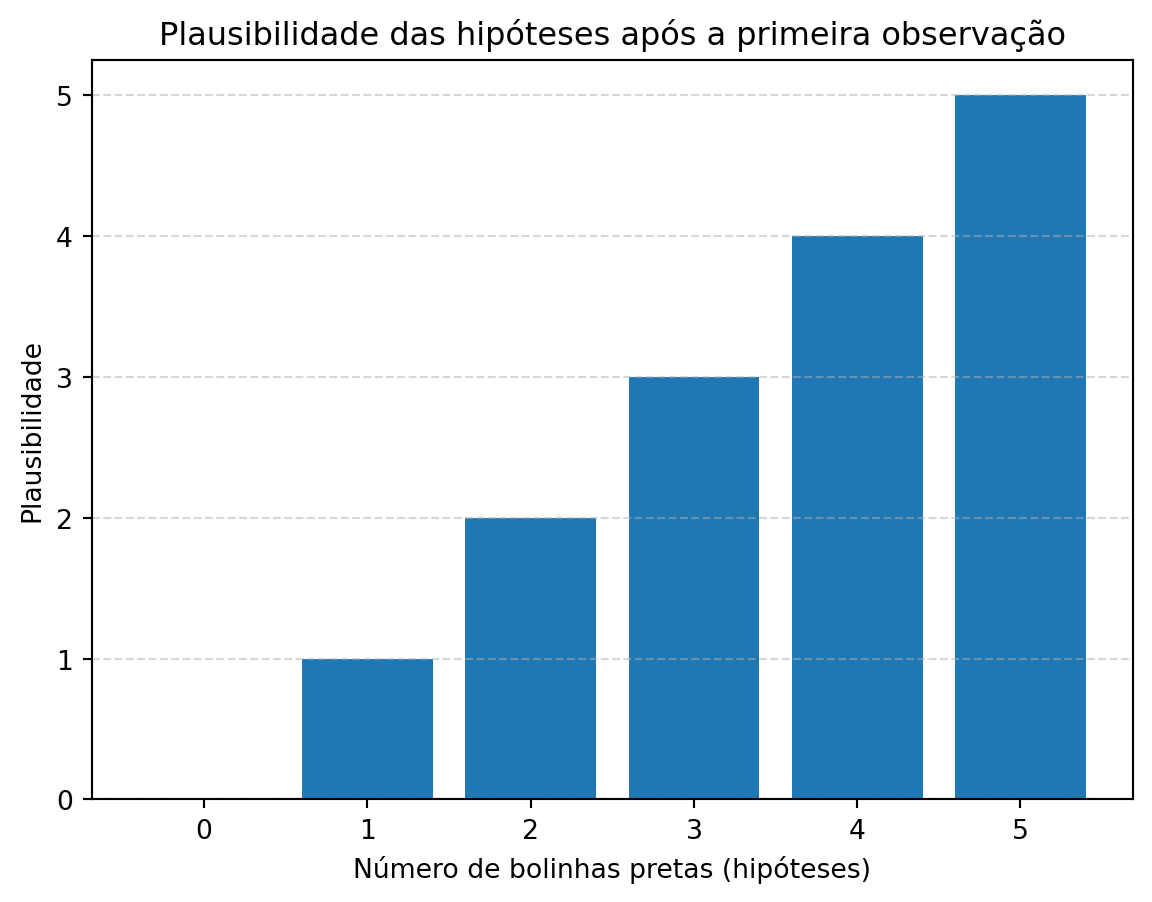 Plausibilidade das hipóteses após a primeira observação
5
4
3
2
1
0
Plausibilidade
0 1 2 3 4 5
Número de bolinhas pretas (hipóteses)